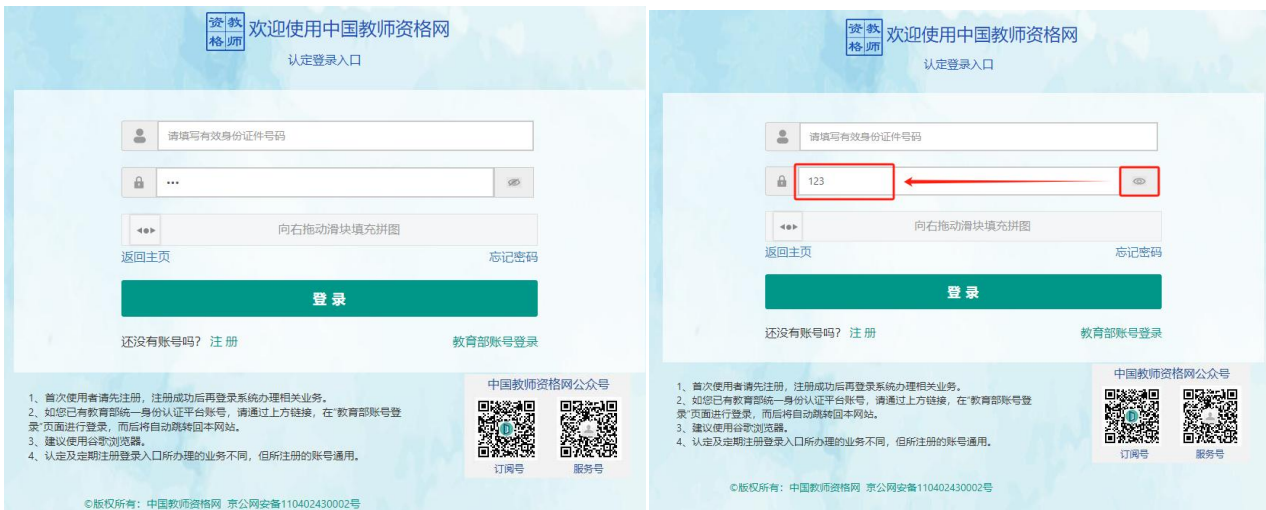 资教
格师
欢迎使用中国教师资格网
认定登录入口
请填写有效身份证件号码
•••
向右拖动滑块填充拼图
返回主页
忘记密码
登 录
还没有账号吗? 注 册
教育部账号登录
1、首次使用者请先注册，注册成功后再登录系统办理相关业务。
2、如您已有教育部统一身份认证平台账号，请通过上方链接，在"教育部账号登
录"页面进行登录，而后将自动跳转回本网站。
3、建议使用谷歌浏览器。
4、认定及定期注册登录入口所办理的业务不同，但所注册的账号通用。
中国教师资格网公众号
订阅号
服务号
©版权所有：中国教师资格网 京公网安备110402430002号
资教
格师
欢迎使用中国教师资格网
认定登录入口
请填写有效身份证件号码
123
向右拖动滑块填充拼图
返回主页
忘记密码
登 录
还没有账号吗? 注 册
教育部账号登录
1、首次使用者请先注册，注册成功后再登录系统办理相关业务。
2、如您已有教育部统一身份认证平台账号，请通过上方链接，在"教育部账号登
录"页面进行登录，而后将自动跳转回本网站。
3、建议使用谷歌浏览器。
4、认定及定期注册登录入口所办理的业务不同，但所注册的账号通用。
中国教师资格网公众号
订阅号
服务号
©版权所有：中国教师资格网 京公网安备110402430002号